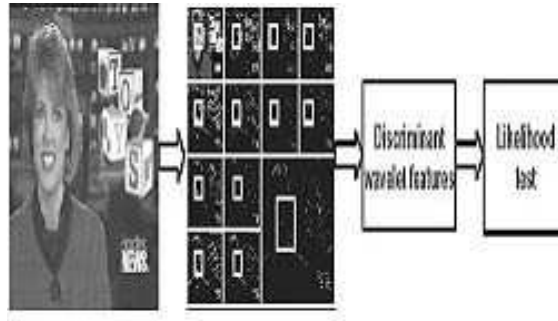 T O
Y S
NEWS
Discriminant
wavelet features
Likelihood
test